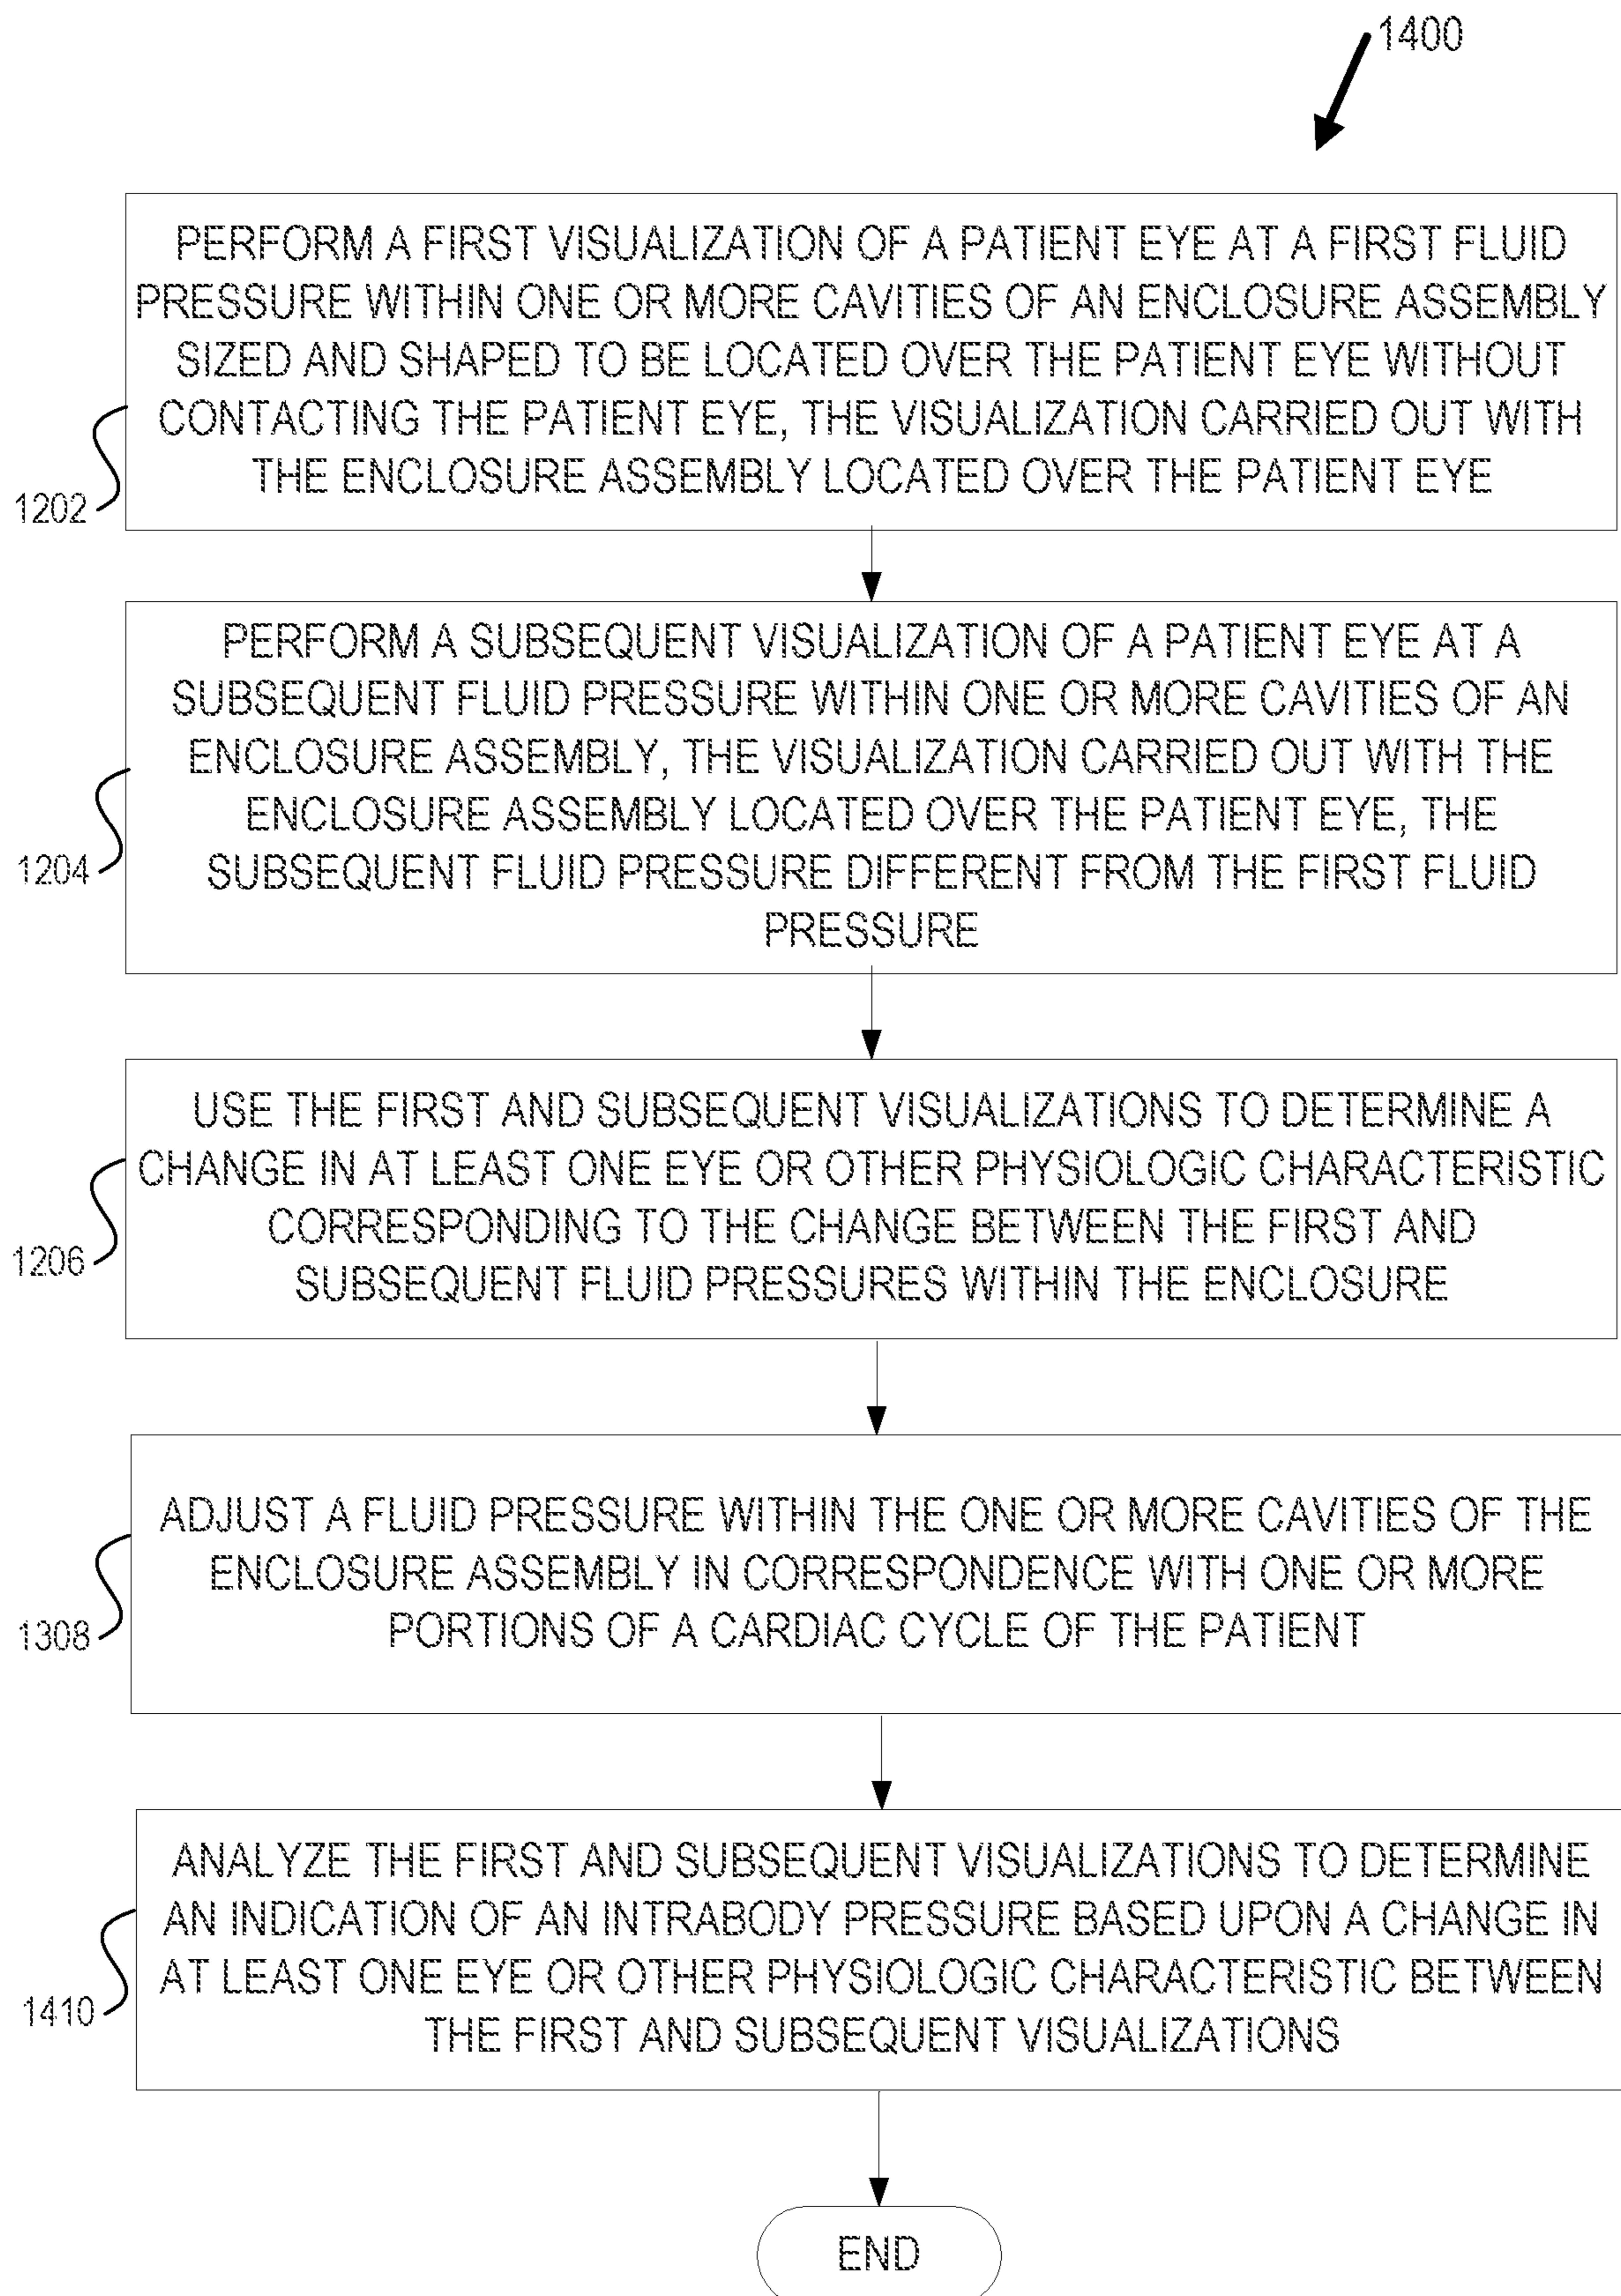 1400
PERFORM A FIRST VISUALIZATION OF A PATIENT EYE AT A FIRST FLUID
PRESSURE WITHIN ONE OR MORE CAVITIES OF AN ENCLOSURE ASSEMBLY
SIZED AND SHAPED TO BE LOCATED OVER THE PATIENT EYE WITHOUT
CONTACTING THE PATIENT EYE, THE VISUALIZATION CARRIED OUT WITH
THE ENCLOSURE ASSEMBLY LOCATED OVER THE PATIENT EYE
1202
PERFORM A SUBSEQUENT VISUALIZATION OF A PATIENT EYE AT A
SUBSEQUENT FLUID PRESSURE WITHIN ONE OR MORE CAVITIES OF AN
ENCLOSURE ASSEMBLY, THE VISUALIZATION CARRIED OUT WITH THE
ENCLOSURE ASSEMBLY LOCATED OVER THE PATIENT EYE, THE
SUBSEQUENT FLUID PRESSURE DIFFERENT FROM THE FIRST FLUID
PRESSURE
1204
USE THE FIRST AND SUBSEQUENT VISUALIZATIONS TO DETERMINE A
CHANGE IN AT LEAST ONE EYE OR OTHER PHYSIOLOGIC CHARACTERISTIC
CORRESPONDING TO THE CHANGE BETWEEN THE FIRST AND
SUBSEQUENT FLUID PRESSURES WITHIN THE ENCLOSURE
1206
ADJUST A FLUID PRESSURE WITHIN THE ONE OR MORE CAVITIES OF THE
ENCLOSURE ASSEMBLY IN CORRESPONDENCE WITH ONE OR MORE
PORTIONS OF A CARDIAC CYCLE OF THE PATIENT
1308
ANALYZE THE FIRST AND SUBSEQUENT VISUALIZATIONS TO DETERMINE
AN INDICATION OF AN INTRABODY PRESSURE BASED UPON A CHANGE IN
AT LEAST ONE EYE OR OTHER PHYSIOLOGIC CHARACTERISTIC BETWEEN
THE FIRST AND SUBSEQUENT VISUALIZATIONS
1410
END